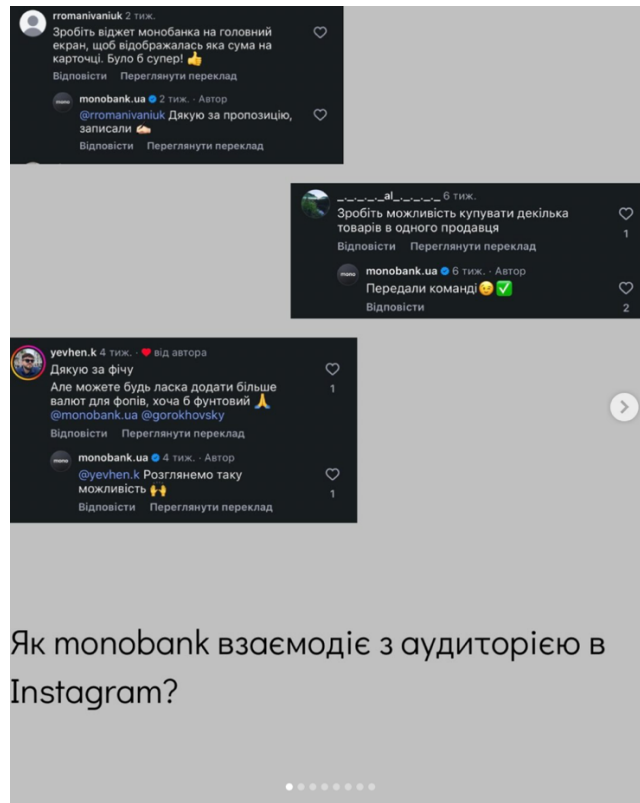 rromanivaniuk 2 тиж.
Зробіть віджет монобанка на головний
екран, щоб відображалась яка сума на
карточці. Було б супер! 👍
Відповісти Переглянути переклад
mono
monobank.ua 2 тиж. · Автор
@rromanivaniuk Дякую за пропозицію,
записали ✍🏻
Відповісти Переглянути переклад
_._._._._al_._._._._ 6 тиж.
Зробіть можливість купувати декілька
товарів в одного продавця
1
Відповісти Переглянути переклад
mono
monobank.ua 6 тиж. · Автор
Передали команді😉✅
Відповісти
2
yevhen.k 4 тиж. · ❤️ від автора
Дякую за фічу
1
Але можете будь ласка додати більше
валют для фопів, хоча б фунтовий 🙏
@monobank.ua @gorokhovsky
Відповісти Переглянути переклад
mono
monobank.ua 4 тиж. · Автор
@yevhen.k Розглянемо таку
можливість 🙌
1
Відповісти Переглянути переклад
Як monobank взаємодіє з аудиторією в
Instagram?